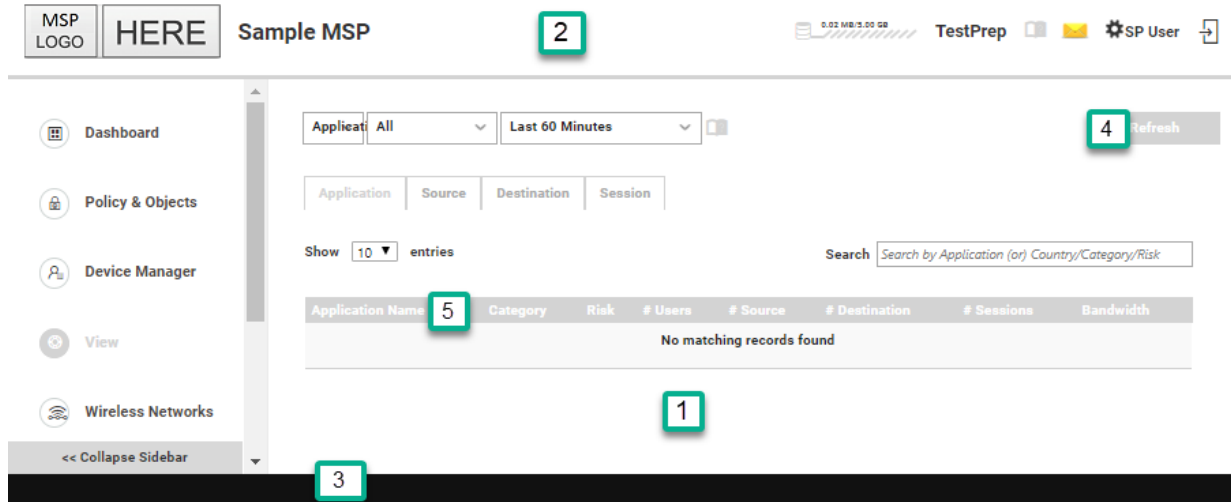 MSP
LOGO
HERE
Sample MSP
2
0.02 MB/5.00 GB
TestPrep
SP User
Dashboard
Policy & Objects
Device Manager
View
Wireless Networks
<< Collapse Sidebar
Applicati All
Last 60 Minutes
4
Refresh
Application Source Destination Session
Show 10 entries
Search Search by Application (or) Country/Category/Risk
Application Name 5 Category Risk # Users # Source # Destination # Sessions Bandwidth
No matching records found
1
3